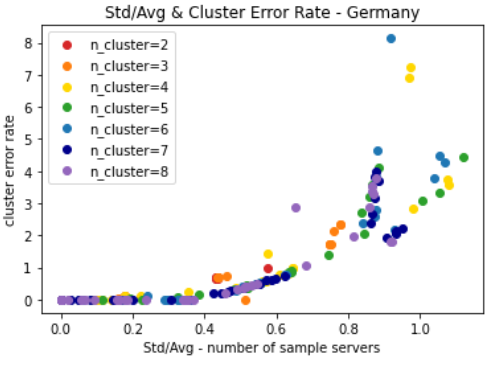 Std/Avg & Cluster Error Rate - Germany
8
7
6
5
4
3
2
1
0
cluster error rate
n_cluster=2
n_cluster=3
n_cluster=4
n_cluster=5
n_cluster=6
n_cluster=7
n_cluster=8
0.0 0.2 0.4 0.6 0.8 1.0
Std/Avg - number of sample servers